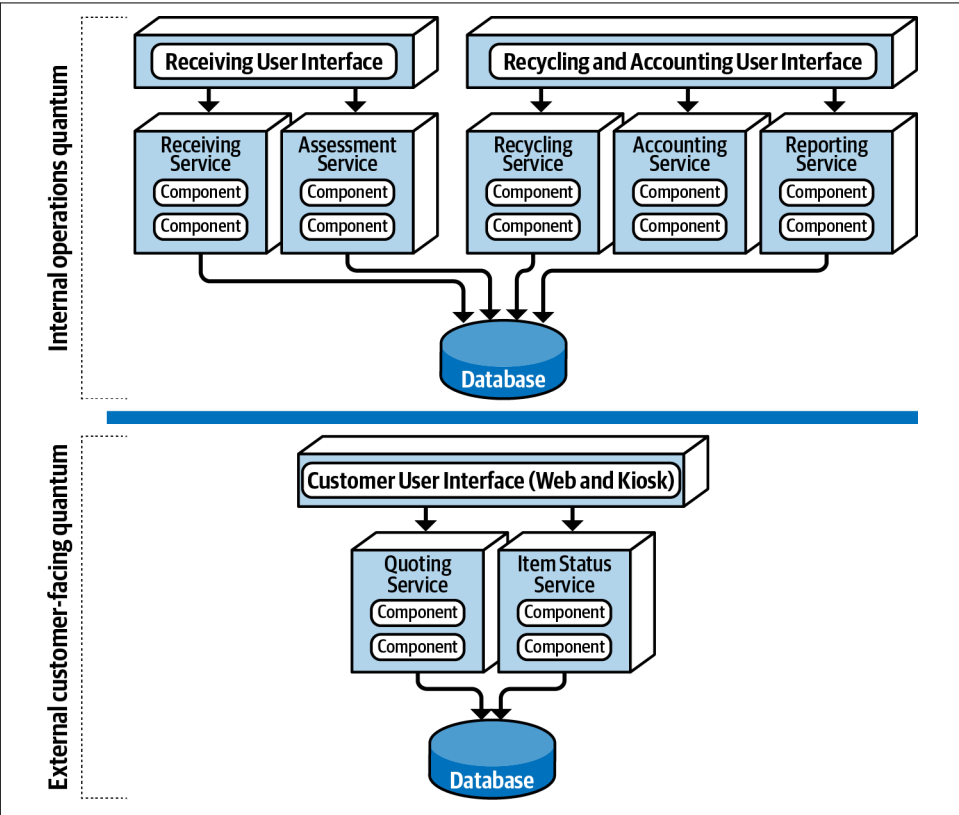 Internal operations quantum
Receiving User Interface
Recycling and Accounting User Interface
Receiving
Service
Component
Component
Assessment
Service
Component
Component
Recycling
Service
Component
Component
Accounting
Service
Component
Component
Reporting
Service
Component
Component
Database
External customer-facing quantum
Customer User Interface (Web and Kiosk)
Quoting
Service
Component
Component
Item Status
Service
Component
Component
Database